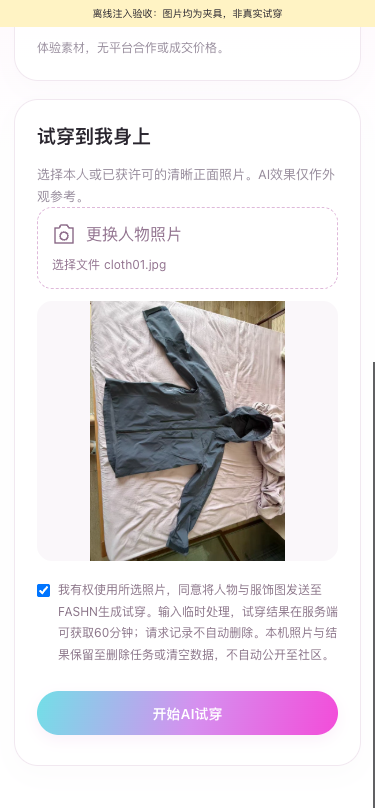 离线注入验收：图片均为夹具，非真实试穿
体验素材，无平台合作或成交价格。
试穿到我身上
选择本人或已获许可的清晰正面照片。AI效果仅作外
观参考。
更换人物照片
选择文件 cloth01.jpg
我有权使用所选照片，同意将人物与服饰图发送至
FASHN生成试穿。输入临时处理，试穿结果在服务端
可获取60分钟；请求记录不自动删除。本机照片与结
果保留至删除任务或清空数据，不自动公开至社区。
开始AI试穿